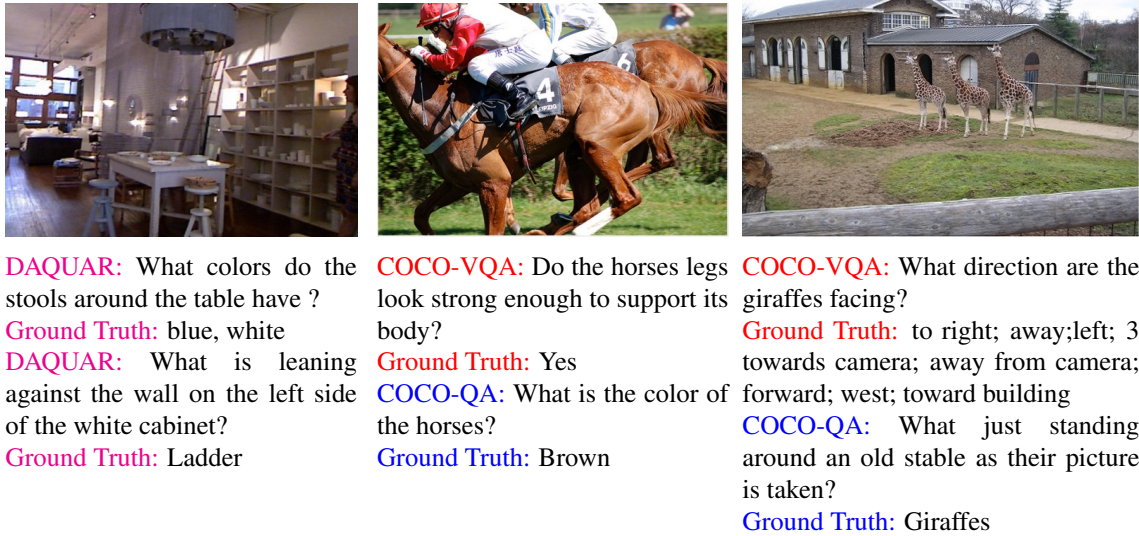 4
LEIPZIG
6
DAQUAR: What colors do the
stools around the table have ?
Ground Truth: blue, white
DAQUAR: What is leaning
against the wall on the left side
of the white cabinet?
Ground Truth: Ladder
COCO-VQA: Do the horses legs
look strong enough to support its
body?
Ground Truth: Yes
COCO-QA: What is the color of
the horses?
Ground Truth: Brown
COCO-VQA: What direction are the
giraffes facing?
Ground Truth: to right; away;left; 3
towards camera; away from camera;
forward; west; toward building
COCO-QA: What just standing
around an old stable as their picture
is taken?
Ground Truth: Giraffes